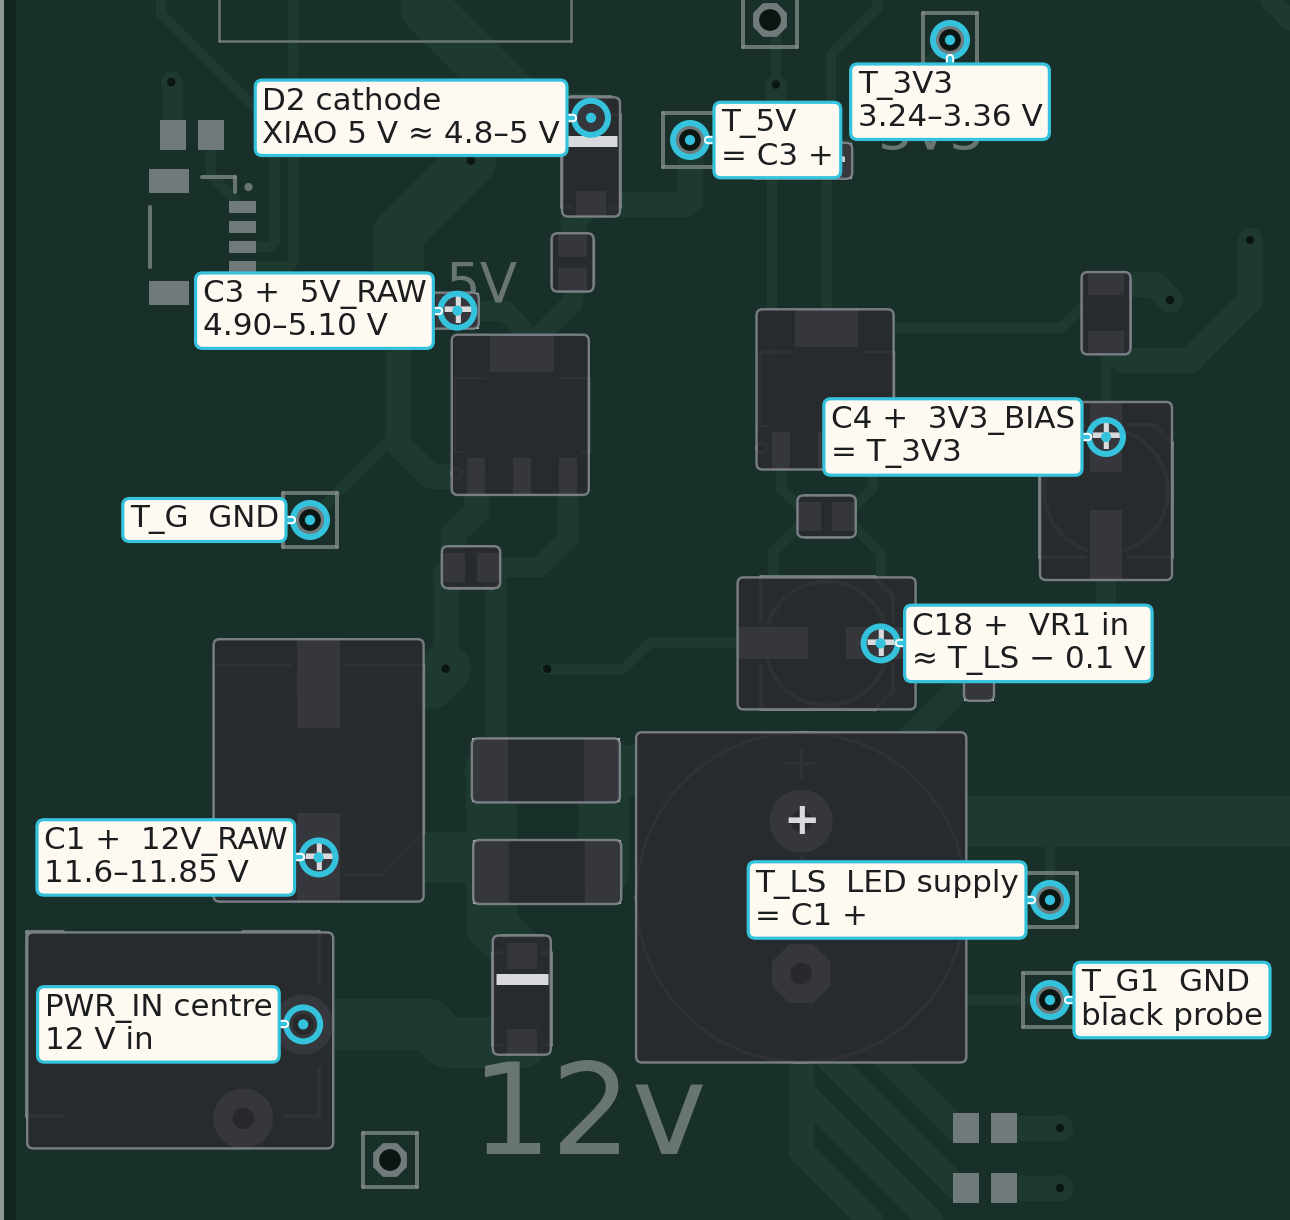 D2 cathode
XIAO 5 V ≈ 4.8–5 V
T_3V3
3.24–3.36 V
T_5V
= C3 +
5V
C3 +  5V_RAW
4.90–5.10 V
C4 +  3V3_BIAS
= T_3V3
T_G  GND
C18 +  VR1 in
≈ T_LS − 0.1 V
C1 +  12V_RAW
11.6–11.85 V
T_LS  LED supply
= C1 +
PWR_IN centre
12 V in
T_G1  GND
black probe
12v